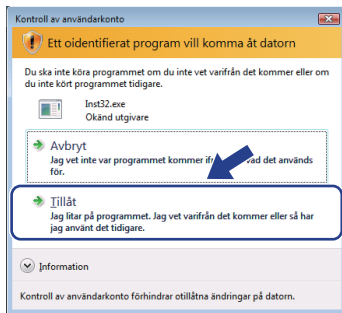 Kontroll av användarkonto
Ett oidentifierat program vill komma åt datorn
Du ska inte köra programmet om du inte vet varifrån det kommer eller om
du inte kört programmet tidigare.
Inst32.exe
Okänd utgivare
Avbryt
Jag vet inte var programmet kommer vad det används
för.
Tillåt
Jag litar på programmet. Jag vet varifrån det kommer eller så har
jag använt det tidigare.
Information
Kontroll av användarkonto förhindrar otillåtna ändringar på datorn.